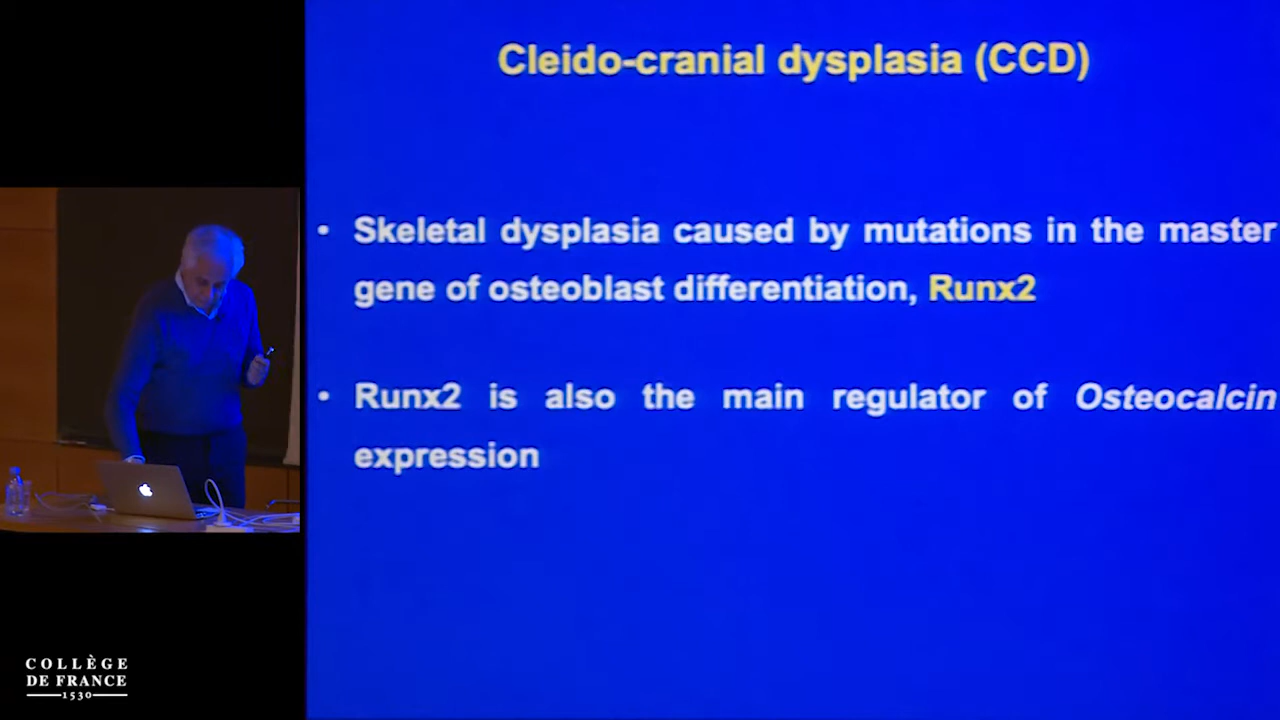 Cleido-cranial dysplasia (CCD)
• Skeletal dysplasia caused by mutations in the master
gene of osteoblast differentiation, Runx2
• Runx2 is also the main regulator of Osteocalcin
expression
COLLÈGE
DE FRANCE
1530